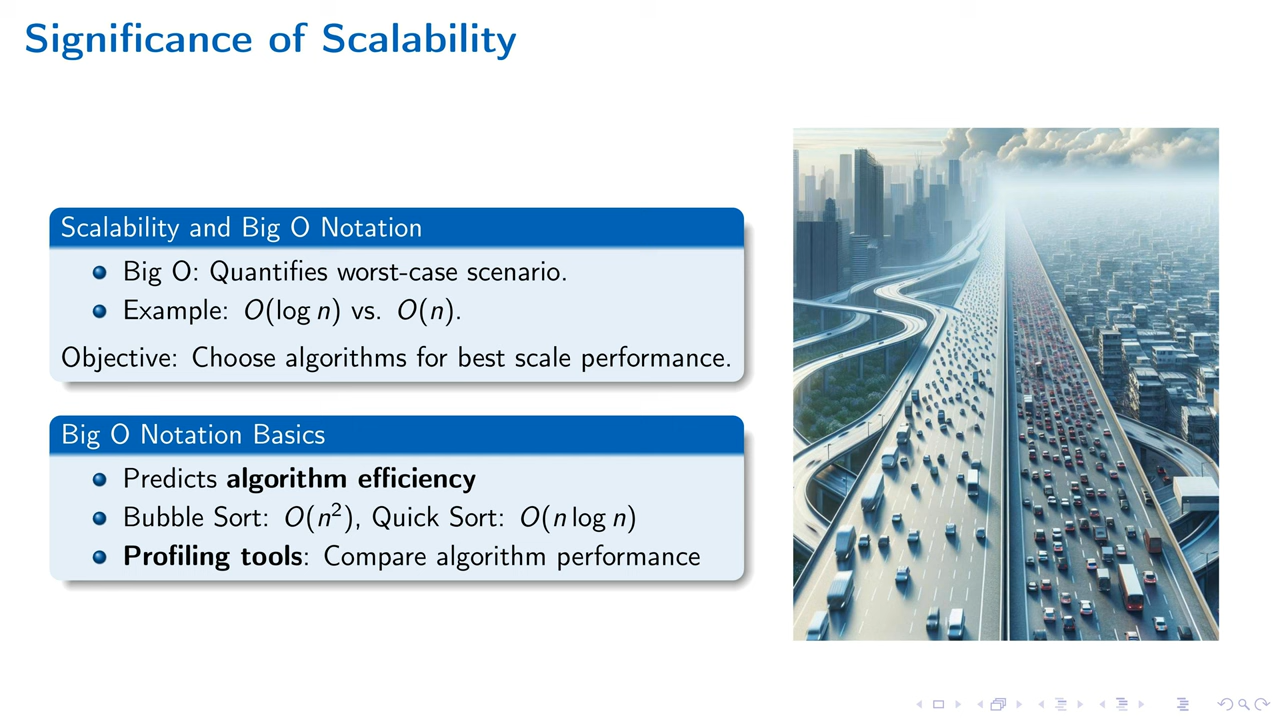 Significance of Scalability
Scalability and Big O Notation
Big O: Quantifies worst-case scenario.
Example: O(log n) vs. O(n).
Objective: Choose algorithms for best scale performance.
Big O Notation Basics
Predicts algorithm efficiency
Bubble Sort: O(n²), Quick Sort: O(n log n)
Profiling tools: Compare algorithm performance